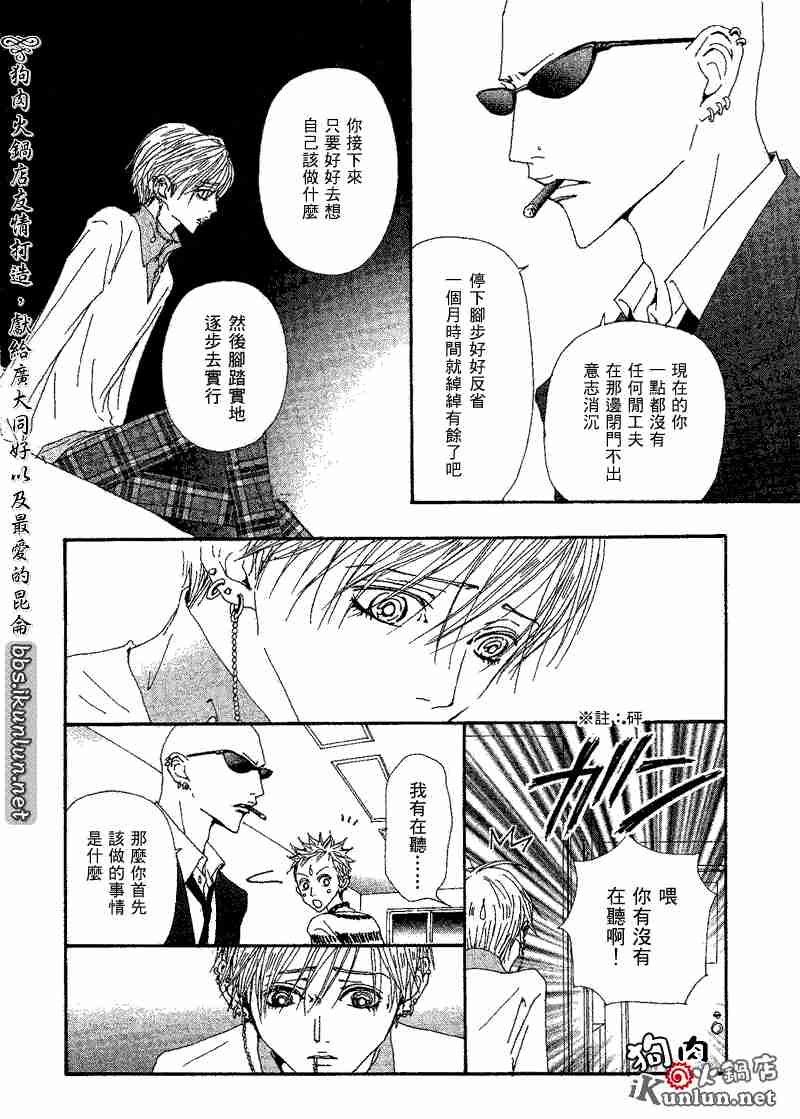 現在的你
一點都沒有
任何閒工夫
在那邊閉門不出
意志消沉
停下腳步好好反省
一個月時間就綽綽有餘了吧
你接下來
只要好好去想
自己該做什麼
然後腳踏實地
逐步去實行
※註：砰
ガーン
喂
你有沒有
在聽啊！
我有在聽……
那麼你首先
該做的事情
是什麼
狗肉火鍋店友情打造，獻給廣大同好以及最愛的昆侖
bbs.ikunlun.net
狗肉
火鍋店
iKunlun.net